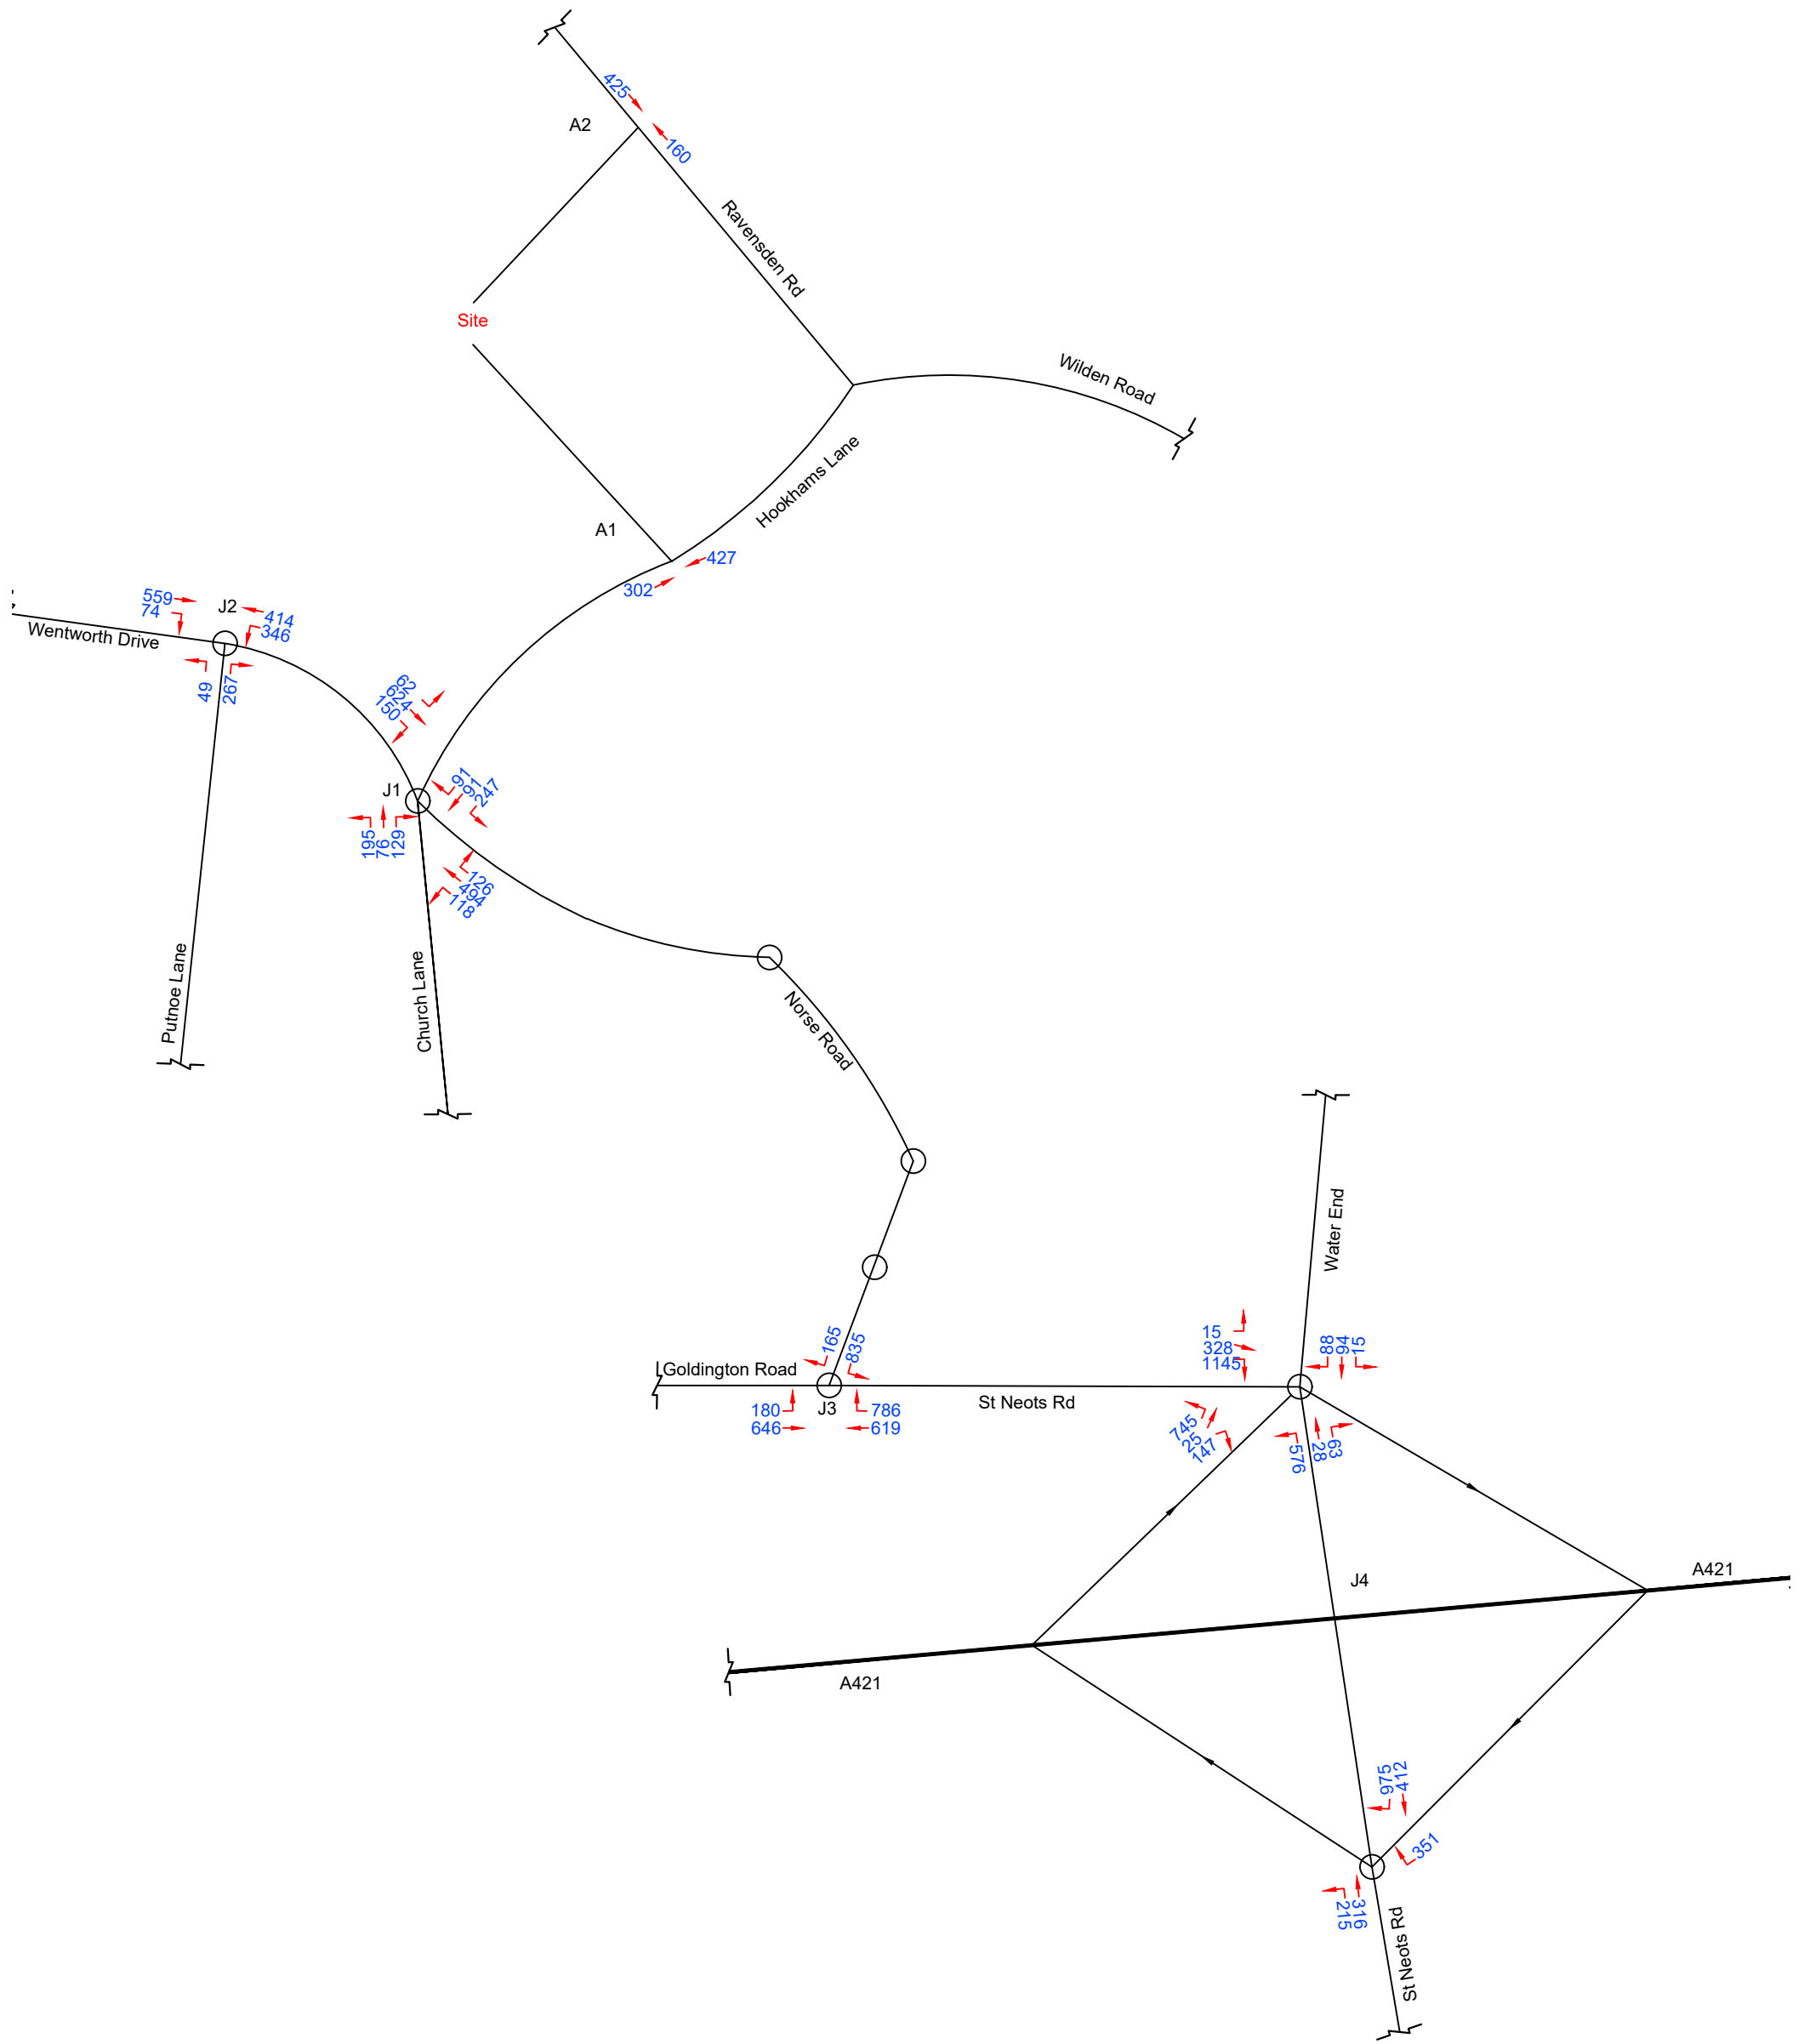 425
A2
160
Ravensden Rd
Site
Wilden Road
Hookhams Lane
A1
427
302
559
74
J2
414
346
Wentworth Drive
49
267
62
624
150
J1
91
91
247
195
76
129
126
494
118
Putnoe Lane
Church Lane
Norse Road
Water End
165
835
15
328
1145
88
94
15
Goldington Road
J3
St Neots Rd
180
646
786
619
745
25
147
576
28
63
J4
A421
A421
975
412
351
215
316
St Neots Rd